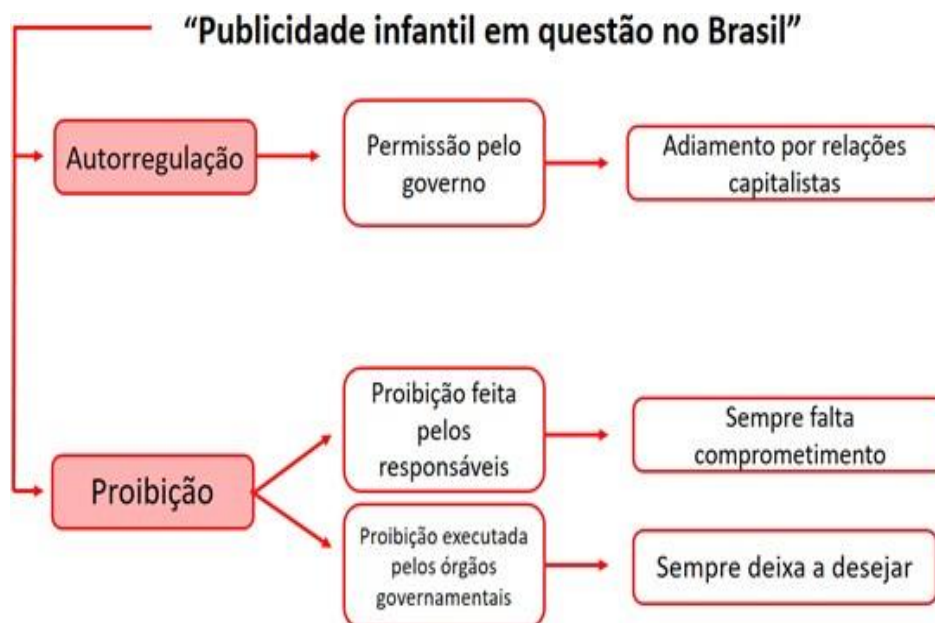 “Publicidade infantil em questão no Brasil”
Autorregulação
Permissão pelo
governo
Adiamento por relações
capitalistas
Proibição
Proibição feita
pelos
responsáveis
Sempre falta
comprometimento
Proibição executada
pelos órgãos
governamentais
Sempre deixa a desejar